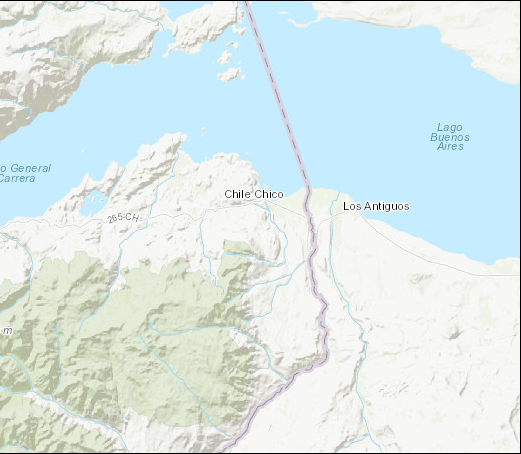 Lago
Buenos
Aires
o General
Carrera
Chile Chico
Los Antiguos
265-CH
m